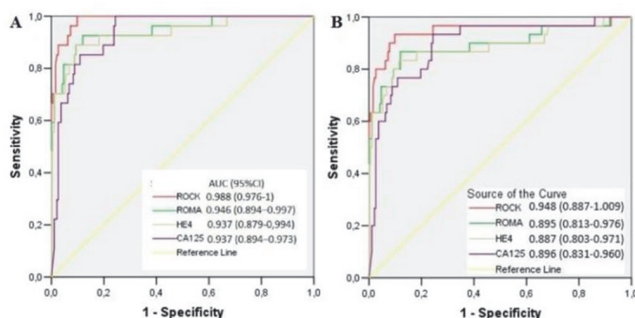 A
1,0
0,8
0,6
0,4
0,2
0,0
Sensitivity
AUC (95%CI)
ROCK 0.988 (0.976-1)
ROMA 0.946 (0.894-0.997)
HE4 0.937 (0.879-0,994)
CA125 0.937 (0.894-0.973)
Reference Line
0,0 0,2 0,4 0,6 0,8 1,0
1 - Specificity
B
1,0
0,8
0,6
0,4
0,2
0,0
Sensitivity
Source of the Curve
ROCK 0.948 (0.887-1.009)
ROMA 0.895 (0.813-0.976)
HE4 0.887 (0.803-0.971)
CA125 0.896 (0.831-0.960)
Reference Line
0,0 0,2 0,4 0,6 0,8 1,0
1 - Specificity